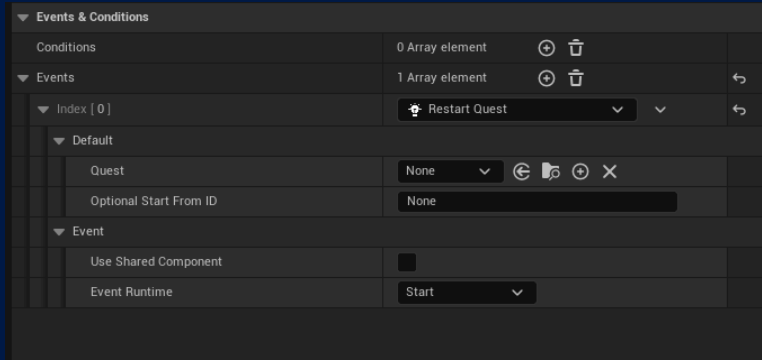 Events & Conditions
Conditions 0 Array element
Events 1 Array element
Index [ 0 ] Restart Quest
Default
Quest None
Optional Start From ID None
Event
Use Shared Component
Event Runtime Start